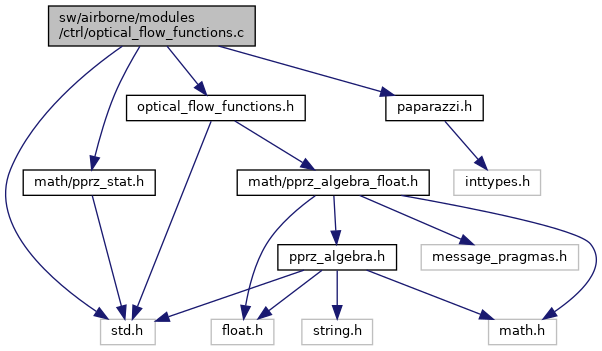 sw/airborne/modules
/ctrl/optical_flow_functions.c
optical_flow_functions.h
paparazzi.h
math/pprz_stat.h
math/pprz_algebra_float.h
inttypes.h
pprz_algebra.h
message_pragmas.h
std.h
float.h
string.h
math.h